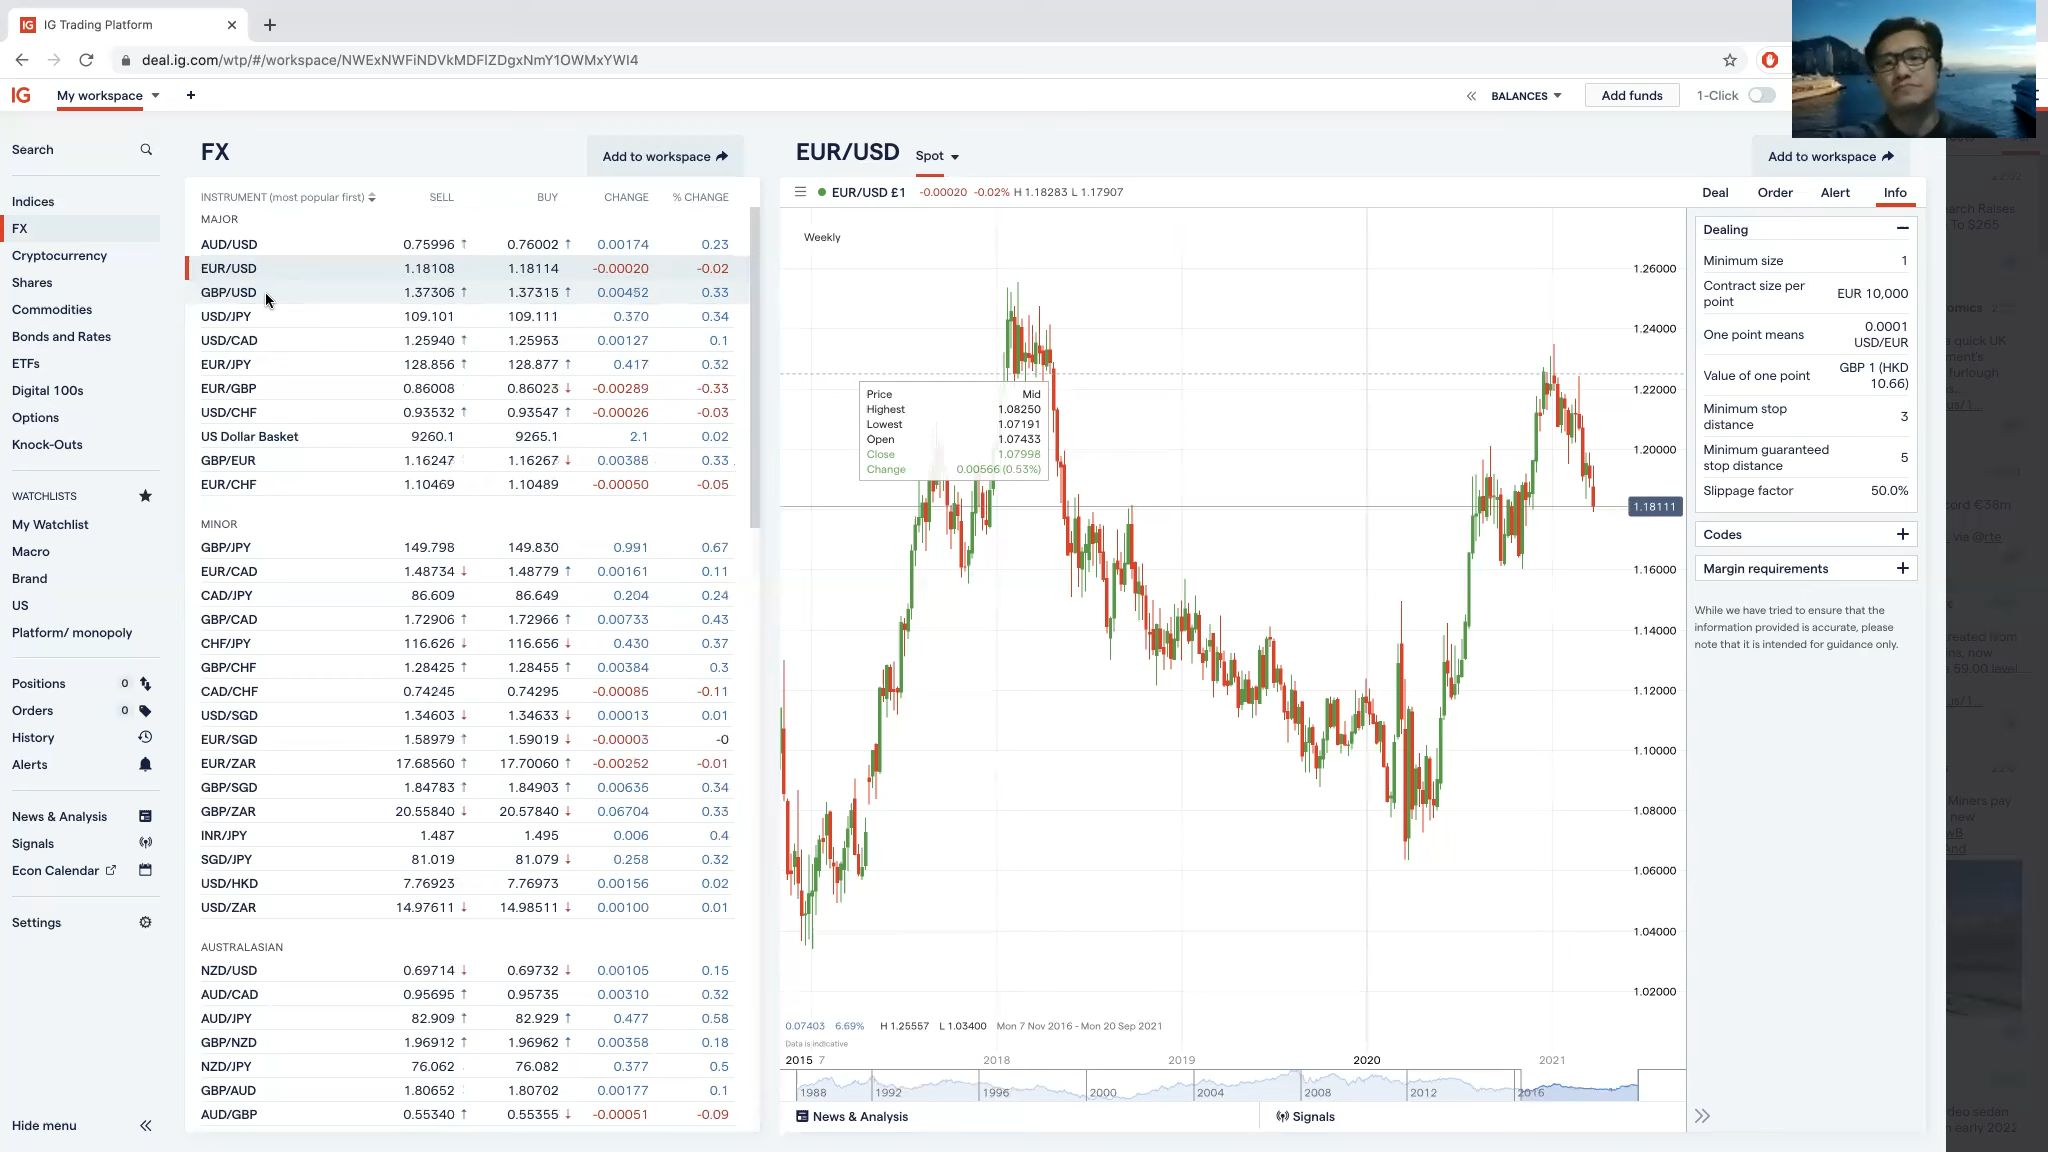 IG Trading Platform
deal.ig.com/wtp/#/workspace/NWExNWFiNDVkMDFlZDgxNmY1OWMxYWI4
IG My workspace + BALANCES Add funds 1-Click
Search
Indices
FX
Cryptocurrency
Shares
Commodities
Bonds and Rates
ETFs
Digital 100s
Options
Knock-Outs
WATCHLISTS
My Watchlist
Macro
Brand
US
Platform/ monopoly
Positions 0
Orders 0
History
Alerts
News & Analysis
Signals
Econ Calendar
Settings
Hide menu
FX Add to workspace
INSTRUMENT (most popular first) SELL BUY CHANGE % CHANGE
MAJOR
AUD/USD 0.75996 ↑ 0.76002 ↑ 0.00174 0.23
EUR/USD 1.18108 1.18114 -0.00020 -0.02
GBP/USD 1.37306 ↑ 1.37315 ↑ 0.00452 0.33
USD/JPY 109.101 109.111 0.370 0.34
USD/CAD 1.25940 ↑ 1.25953 0.00127 0.1
EUR/JPY 128.856 ↑ 128.877 ↑ 0.417 0.32
EUR/GBP 0.86008 0.86023 ↓ -0.00289 -0.33
USD/CHF 0.93532 ↑ 0.93547 ↑ -0.00026 -0.03
US Dollar Basket 9260.1 9265.1 2.1 0.02
GBP/EUR 1.16247 1.16267 ↓ 0.00385 0.33
EUR/CHF 1.10469 1.10489 -0.00050 -0.05
MINOR
GBP/JPY 149.798 149.830 0.991 0.67
EUR/CAD 1.48734 ↓ 1.48779 ↑ 0.00161 0.11
CAD/JPY 86.609 86.649 0.204 0.24
GBP/CAD 1.72906 ↑ 1.72966 ↑ 0.00733 0.43
CHF/JPY 116.626 ↓ 116.656 ↓ 0.430 0.37
GBP/CHF 1.28425 ↑ 1.28455 ↑ 0.00384 0.3
CAD/CHF 0.74245 0.74295 -0.00085 -0.11
USD/SGD 1.34603 ↓ 1.34633 ↓ 0.00013 0.01
EUR/SGD 1.58979 ↑ 1.59019 ↓ -0.00003 -0
EUR/ZAR 17.68560 ↑ 17.70060 ↑ -0.00252 -0.01
GBP/SGD 1.84783 ↑ 1.84903 ↑ 0.00635 0.34
GBP/ZAR 20.55840 ↓ 20.57840 ↓ 0.06704 0.33
INR/JPY 1.487 1.495 0.006 0.4
SGD/JPY 81.019 81.079 ↓ 0.258 0.32
USD/HKD 7.76923 7.76973 0.00156 0.02
USD/ZAR 14.97611 ↓ 14.98511 ↓ 0.00100 0.01
AUSTRALASIAN
NZD/USD 0.69714 ↓ 0.69732 ↓ 0.00105 0.15
AUD/CAD 0.95695 ↑ 0.95735 0.00310 0.32
AUD/JPY 82.909 ↑ 82.929 ↑ 0.477 0.58
GBP/NZD 1.96912 ↑ 1.96962 ↑ 0.00358 0.18
NZD/JPY 76.062 76.082 0.377 0.5
GBP/AUD 1.80652 1.80702 0.00177 0.1
AUD/GBP 0.55340 ↑ 0.55355 ↓ -0.00051 -0.09
EUR/USD Spot Add to workspace
EUR/USD £1 -0.00020 -0.02% H 1.18283 L 1.17907
Deal Order Alert Info
Weekly
Price Mid
Highest 1.08250
Lowest 1.07191
Open 1.07433
Close 1.07998
Change 0.00566 (0.53%)
1.26000
1.24000
1.22000
1.20000
1.18111
1.16000
1.14000
1.12000
1.10000
1.08000
1.06000
1.04000
1.02000
0.07403 6.69% H 1.25557 L 1.03400 Mon 7 Nov 2016 - Mon 20 Sep 2021
Data is indicative
2015 7 2018 2019 2020 2021
1988 1992 1996 2000 2004 2008 2012 2016
News & Analysis Signals
Dealing
Minimum size 1
Contract size per point EUR 10,000
One point means 0.0001 USD/EUR
Value of one point GBP 1 (HKD 10.66)
Minimum stop distance 3
Minimum guaranteed stop distance 5
Slippage factor 50.0%
Codes +
Margin requirements +
While we have tried to ensure that the
information provided is accurate, please
note that it is intended for guidance only.